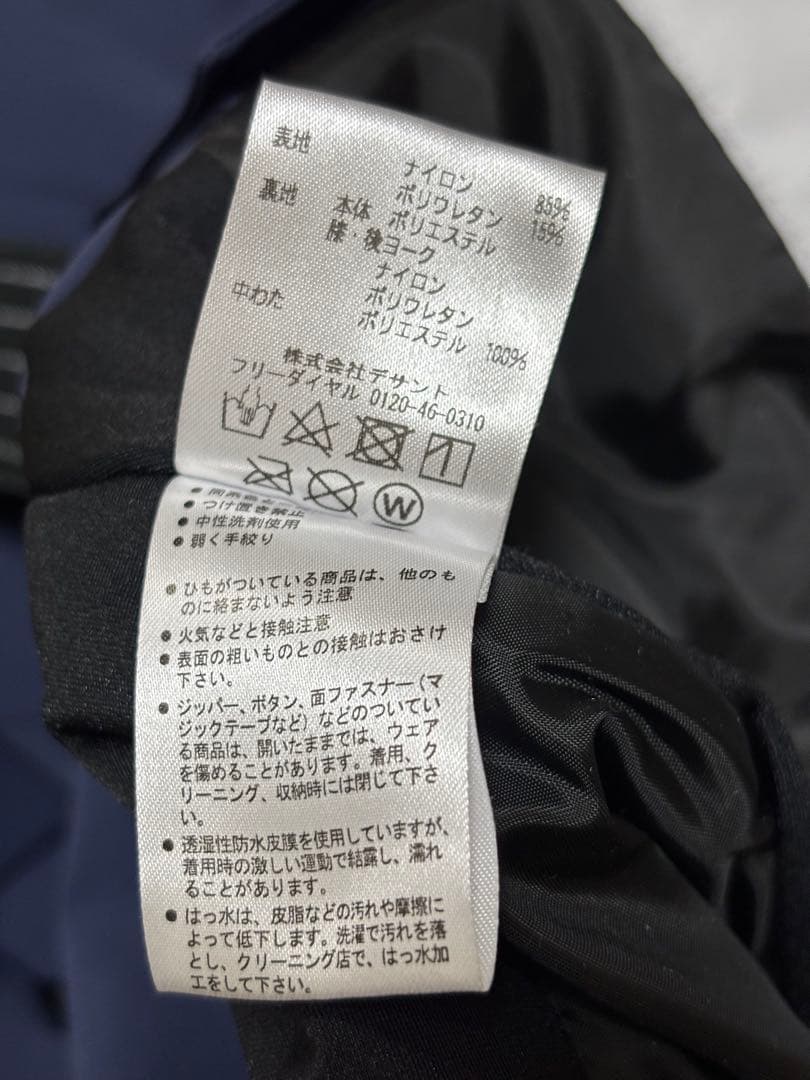 表地 ナイロン 85%
ポリウレタン 15%
裏地 本体 ポリエステル
膝・後ヨーク
ナイロン
ポリウレタン
中わた ポリエステル 100%
株式会社デサント
フリーダイヤル 0120-46-0310
W
●つけ置き禁止
●中性洗剤使用
●弱く手絞り
●ひもがついている商品は、他のも
のに絡まないよう注意
●火気などと接触注意
●表面の粗いものとの接触はおさけ
下さい。
●ジッパー、ボタン、面ファスナー(マ
ジックテープなど)などのついてい
る商品は、開いたままでは、ウェア
を傷めることがあります。着用、ク
リーニング、収納時には閉じて下さ
い。
●透湿性防水皮膜を使用していますが、
着用時の激しい運動で結露し、濡れ
ることがあります。
●はっ水は、皮脂などの汚れや摩擦に
よって低下します。洗濯で汚れを落
とし、クリーニング店で、はっ水加
工をして下さい。